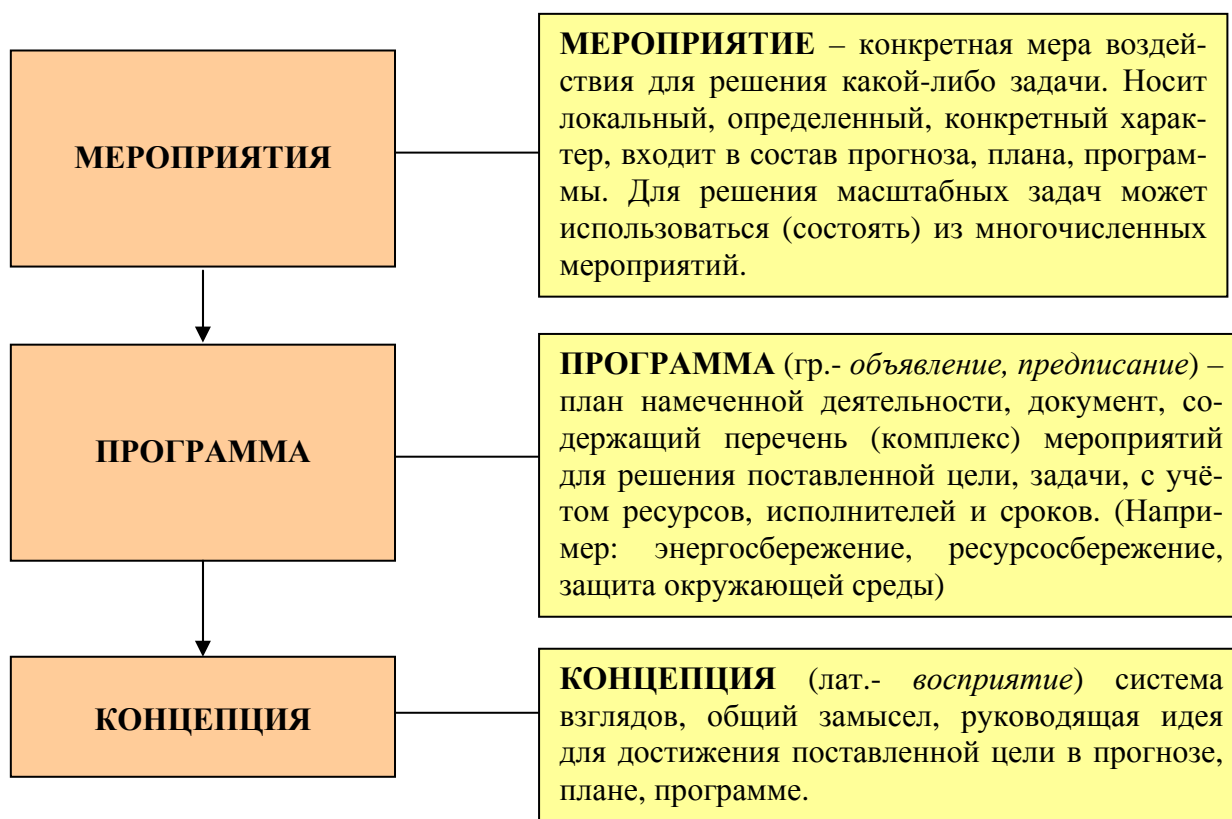 МЕРОПРИЯТИЯ
МЕРОПРИЯТИЕ – конкретная мера воздей-
ствия для решения какой-либо задачи. Носит
локальный, определенный, конкретный харак-
тер, входит в состав прогноза, плана, програм-
мы. Для решения масштабных задач может
использоваться (состоять) из многочисленных
мероприятий.
ПРОГРАММА
ПРОГРАММА (гр.- объявление, предписание) –
план намеченной деятельности, документ, со-
держащий перечень (комплекс) мероприятий
для решения поставленной цели, задачи, с учё-
том ресурсов, исполнителей и сроков. (Напри-
мер: энергосбережение, ресурсосбережение,
защита окружающей среды)
КОНЦЕПЦИЯ
КОНЦЕПЦИЯ (лат.- восприятие) система
взглядов, общий замысел, руководящая идея
для достижения поставленной цели в прогнозе,
плане, программе.